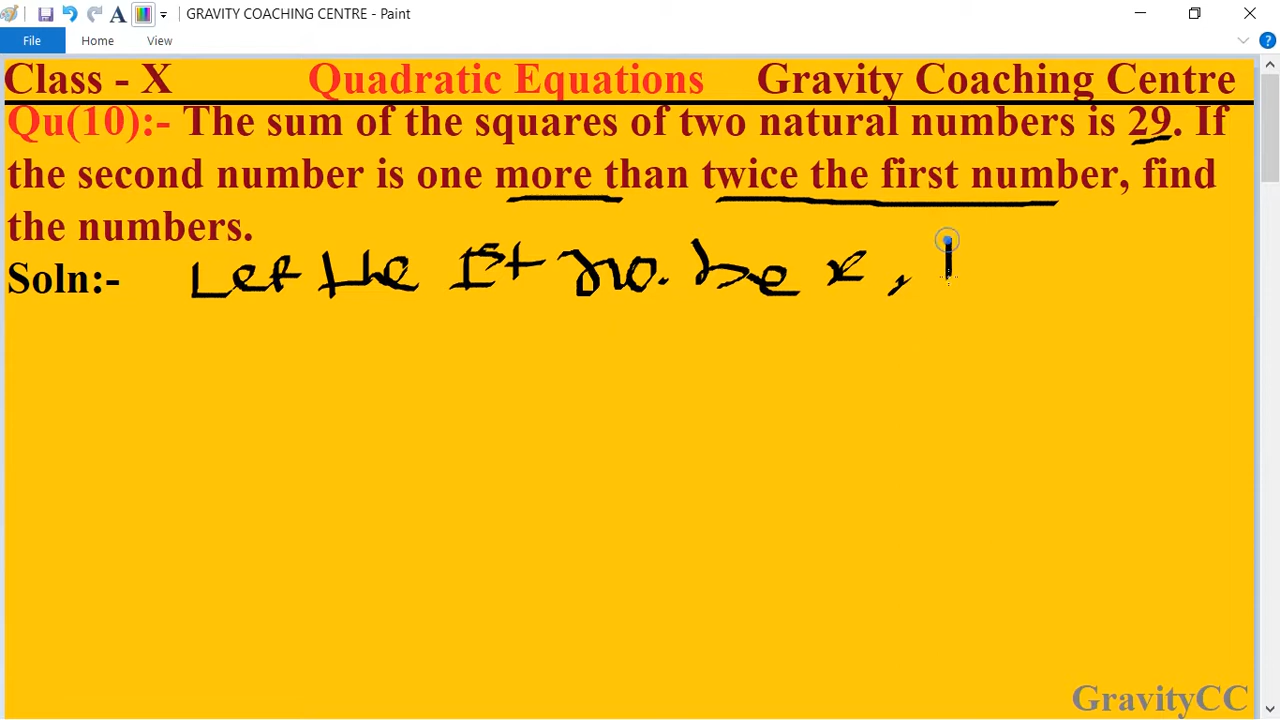 GRAVITY COACHING CENTRE - Paint
File Home View
Class - X Quadratic Equations Gravity Coaching Centre
Qu(10):- The sum of the squares of two natural numbers is 29. If
the second number is one more than twice the first number, find
the numbers.
Soln:- Let the Ist no. be x ,
GravityCC